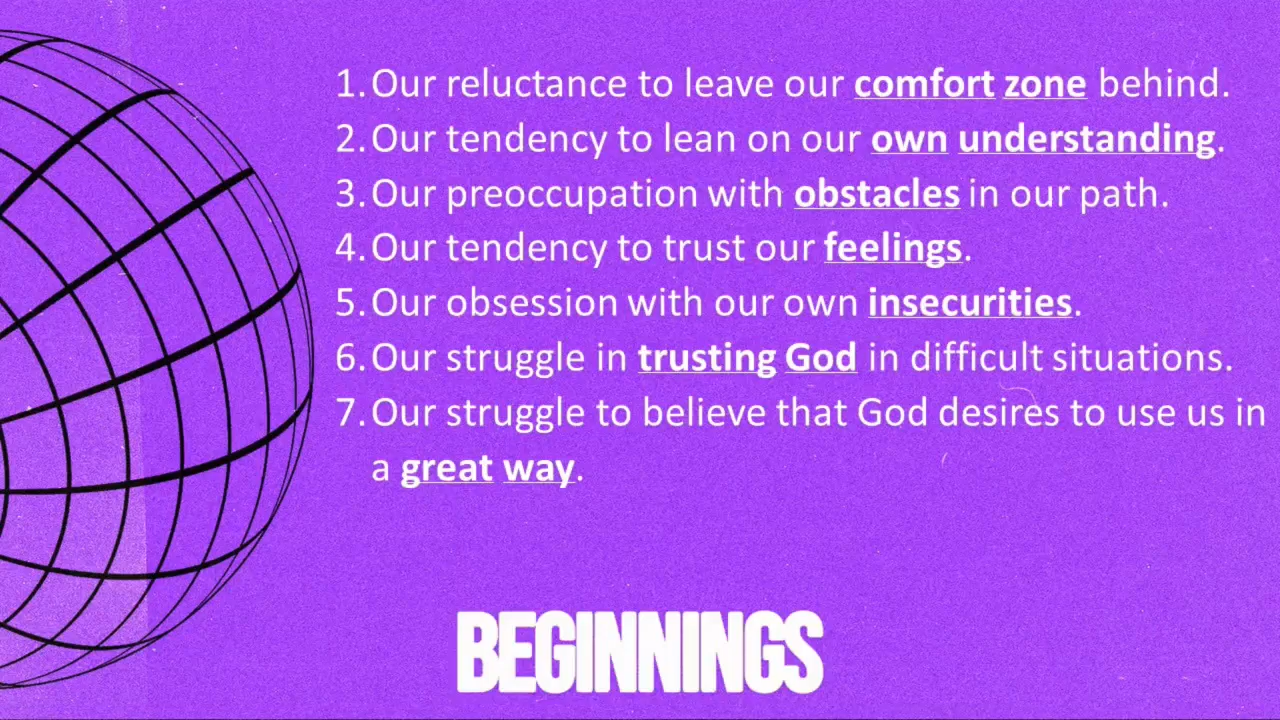 1. Our reluctance to leave our comfort zone behind.
2. Our tendency to lean on our own understanding.
3. Our preoccupation with obstacles in our path.
4. Our tendency to trust our feelings.
5. Our obsession with our own insecurities.
6. Our struggle in trusting God in difficult situations.
7. Our struggle to believe that God desires to use us in
a great way.
BEGINNINGS